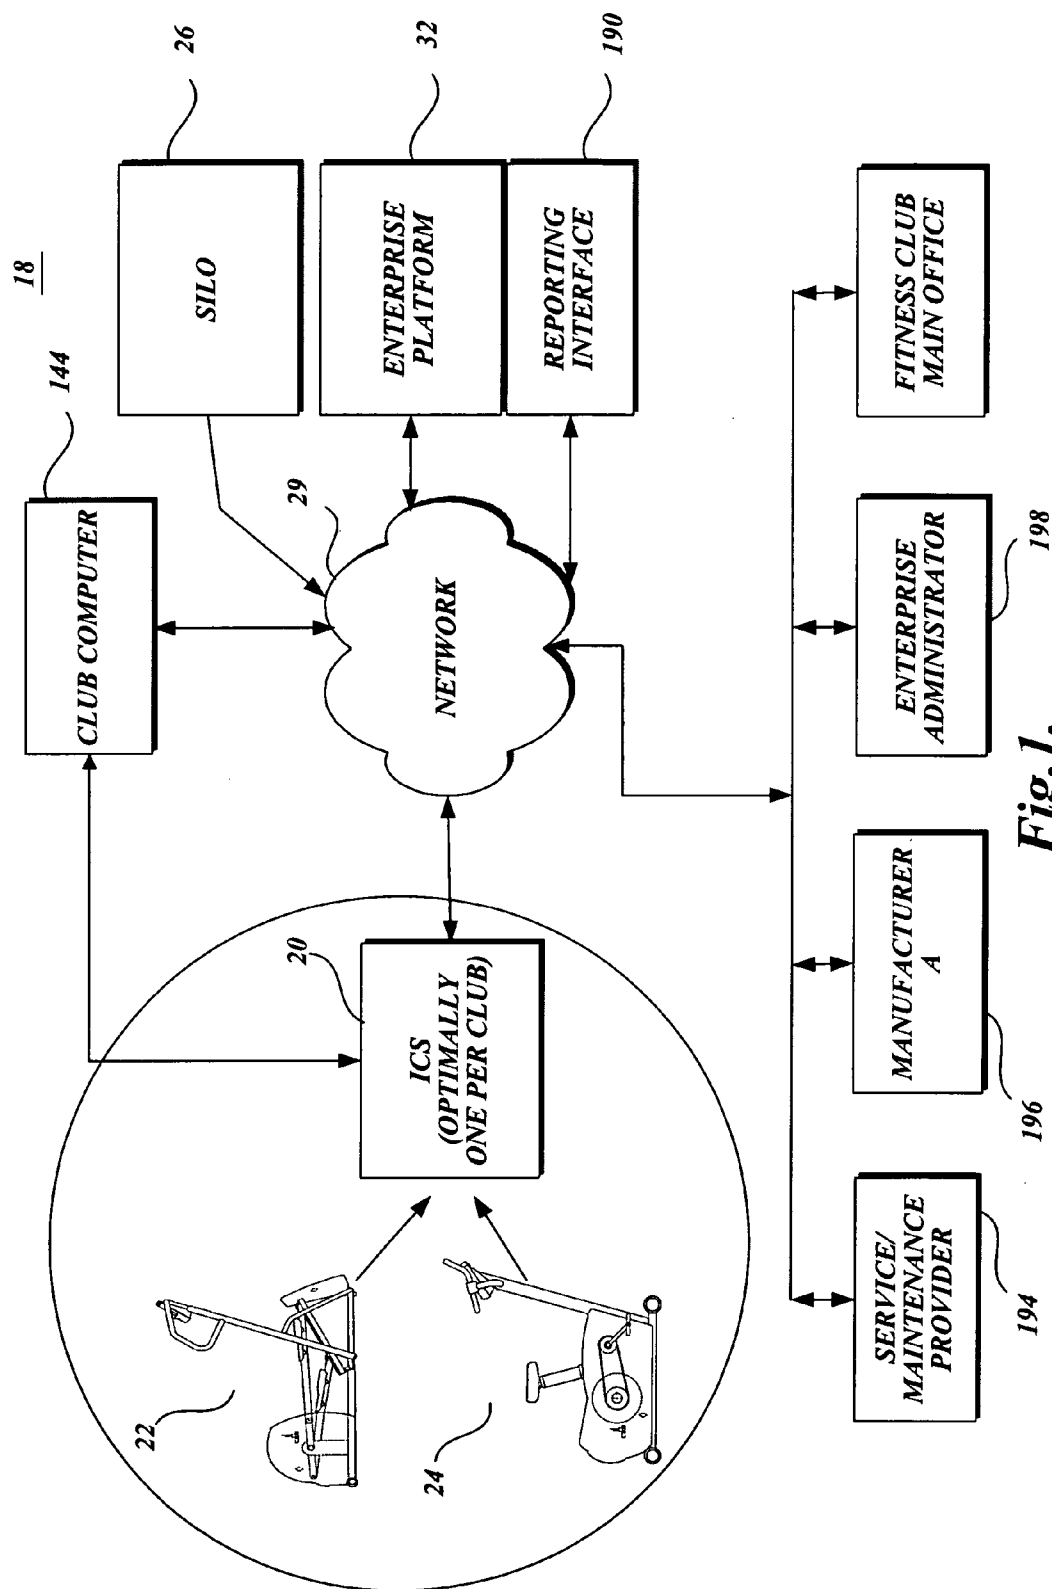 18
144
CLUB COMPUTER
26
SILO
32
ENTERPRISE
PLATFORM
190
REPORTING
INTERFACE
29
NETWORK
20
ICS
(OPTIMALLY
ONE PER CLUB)
22
24
SERVICE/
MAINTENANCE
PROVIDER
194
MANUFACTURER
A
196
ENTERPRISE
ADMINISTRATOR
198
FITNESS CLUB
MAIN OFFICE
Fig.1.